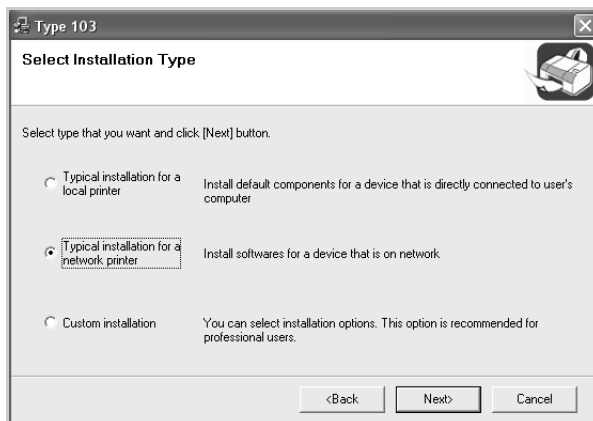 Type 103
Select Installation Type
Select type that you want and click [Next] button.
Typical installation for a
local printer
Install default components for a device that is directly connected to user's
computer
Typical installation for a
network printer
Install softwares for a device that is on network
Custom installation
You can select installation options. This option is recommended for
professional users.
<Back
Next>
Cancel